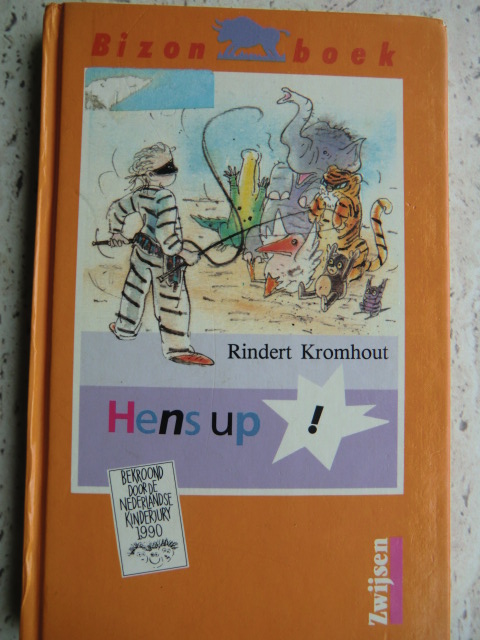 Bizon boek
Rindert Kromhout
Hens up !
BEKROOND
DOOR DE
NEDERLANDSE
KINDERJURY
1990
Zwijsen